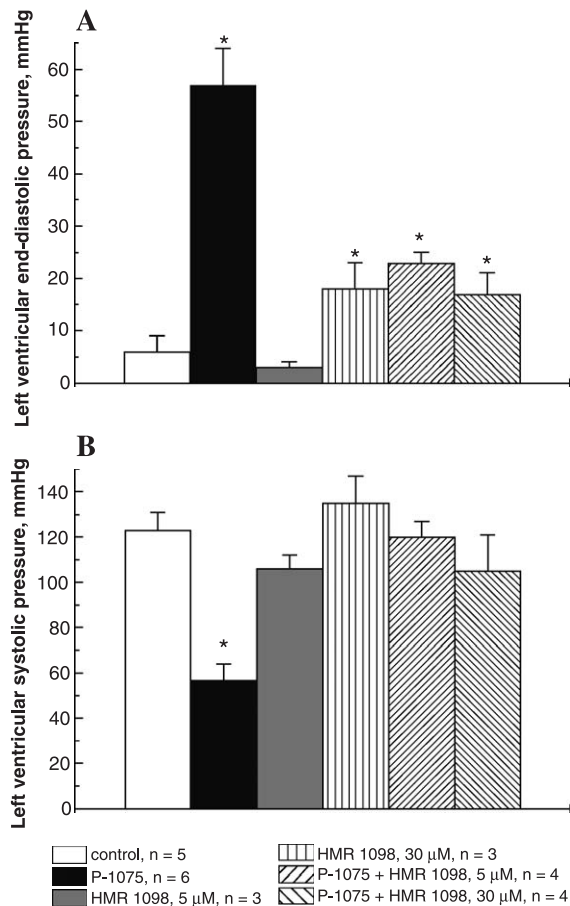 A
Left ventricular end-diastolic pressure, mmHg
60
50
40
30
20
10
0
*
*
*
*
B
Left ventricular systolic pressure, mmHg
140
120
100
80
60
40
20
0
*
control, n = 5
P-1075, n = 6
HMR 1098, 5 μM, n = 3
HMR 1098, 30 μM, n = 3
P-1075 + HMR 1098, 5 μM, n = 4
P-1075 + HMR 1098, 30 μM, n = 4